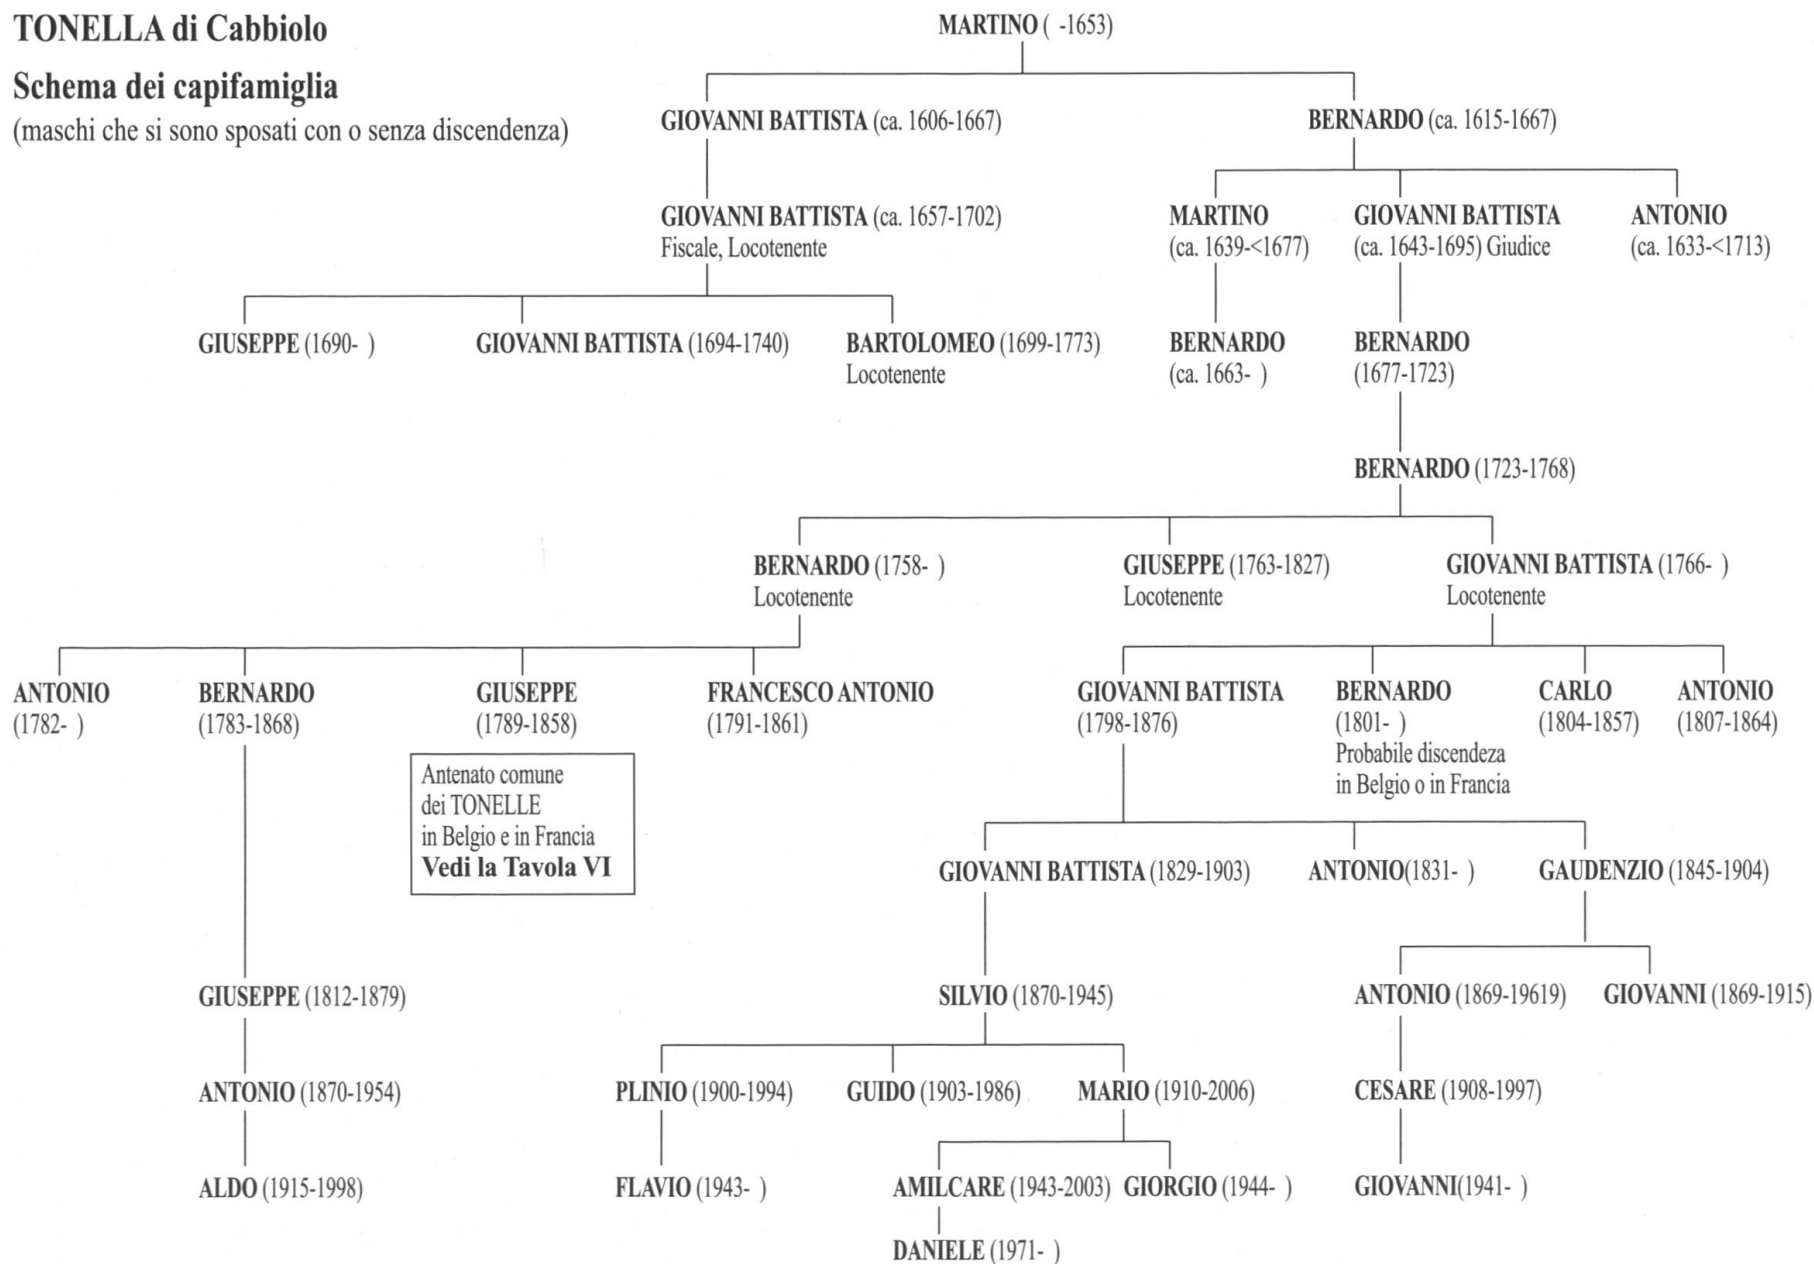 TONELLA di Cabbiolo
Schema dei capifamiglia
(maschi che si sono sposati con o senza discendenza)
MARTINO ( -1653)
GIOVANNI BATTISTA (ca. 1606-1667)
BERNARDO (ca. 1615-1667)
GIOVANNI BATTISTA (ca. 1657-1702)
Fiscale, Locotenente
MARTINO
(ca. 1639-<1677)
GIOVANNI BATTISTA
(ca. 1643-1695) Giudice
ANTONIO
(ca. 1633-<1713)
GIUSEPPE (1690- )
GIOVANNI BATTISTA (1694-1740)
BARTOLOMEO (1699-1773)
Locotenente
BERNARDO
(ca. 1663- )
BERNARDO
(1677-1723)
BERNARDO (1723-1768)
BERNARDO (1758- )
Locotenente
GIUSEPPE (1763-1827)
Locotenente
GIOVANNI BATTISTA (1766- )
Locotenente
ANTONIO
(1782- )
BERNARDO
(1783-1868)
GIUSEPPE
(1789-1858)
Antenato comune
dei TONELLE
in Belgio e in Francia
Vedi la Tavola VI
FRANCESCO ANTONIO
(1791-1861)
GIOVANNI BATTISTA
(1798-1876)
BERNARDO
(1801- )
Probabile discendeza
in Belgio o in Francia
CARLO
(1804-1857)
ANTONIO
(1807-1864)
GIOVANNI BATTISTA (1829-1903)
ANTONIO(1831- )
GAUDENZIO (1845-1904)
GIUSEPPE (1812-1879)
SILVIO (1870-1945)
ANTONIO (1869-19619)
GIOVANNI (1869-1915)
ANTONIO (1870-1954)
PLINIO (1900-1994)
GUIDO (1903-1986)
MARIO (1910-2006)
CESARE (1908-1997)
ALDO (1915-1998)
FLAVIO (1943- )
AMILCARE (1943-2003)
GIORGIO (1944- )
GIOVANNI(1941- )
DANIELE (1971- )